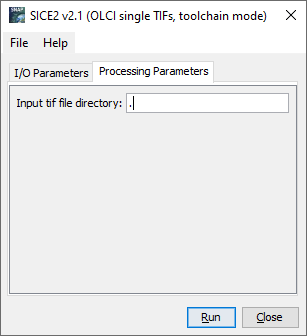 SNAP
SICE2 v2.1 (OLCI single TIFs, toolchain mode)
File Help
I/O Parameters Processing Parameters
Input tif file directory: .
Run Close